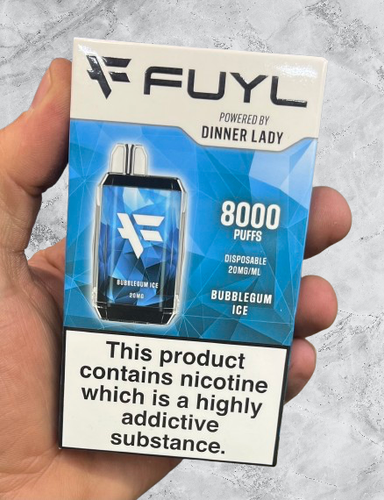 FUYL
POWERED BY
DINNER LADY
8000
PUFFS
DISPOSABLE
20MG/ML
BUBBLEGUM
ICE
BUBBLEGUM ICE
20MG
This product
contains nicotine
which is a highly
addictive
substance.